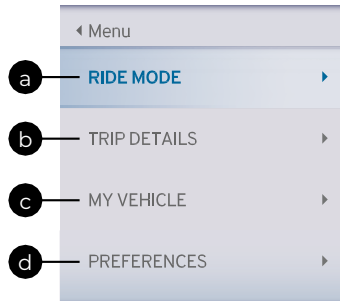 Menu
a RIDE MODE
b TRIP DETAILS
c MY VEHICLE
d PREFERENCES